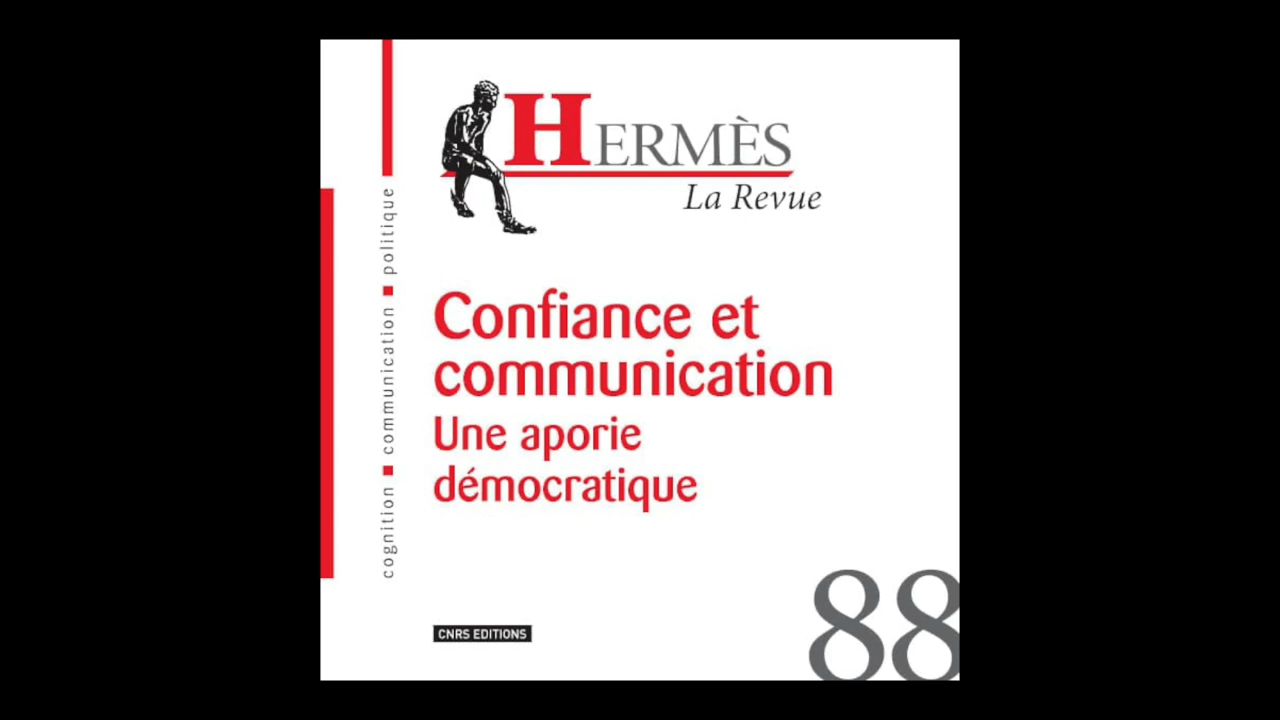 HERMÈS
La Revue
cognition ■ communication ■ politique
Confiance et
communication
Une aporie
démocratique
CNRS EDITIONS
88